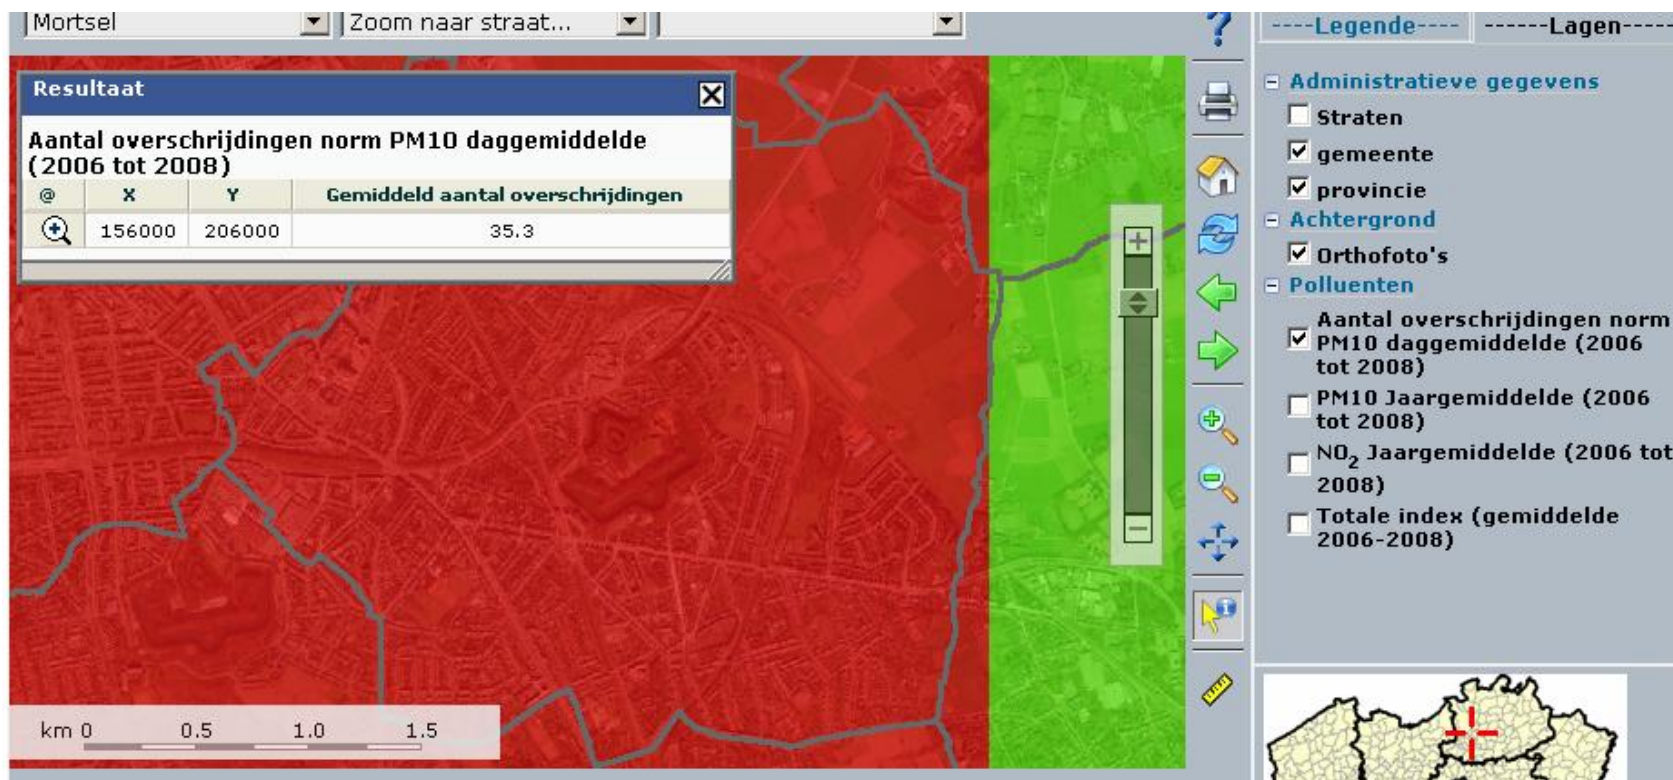 Mortsel
Zoom naar straat...
?
----Legende----
------Lagen-----
Resultaat
Aantal overschrijdingen norm PM10 daggemiddelde
(2006 tot 2008)
@ X Y Gemiddeld aantal overschrijdingen
156000 206000 35.3
Administratieve gegevens
Straten
gemeente
provincie
Achtergrond
Orthofoto's
Polluenten
Aantal overschrijdingen norm
PM10 daggemiddelde (2006
tot 2008)
PM10 Jaargemiddelde (2006
tot 2008)
NO2 Jaargemiddelde (2006 tot
2008)
Totale index (gemiddelde
2006-2008)
km 0 0.5 1.0 1.5